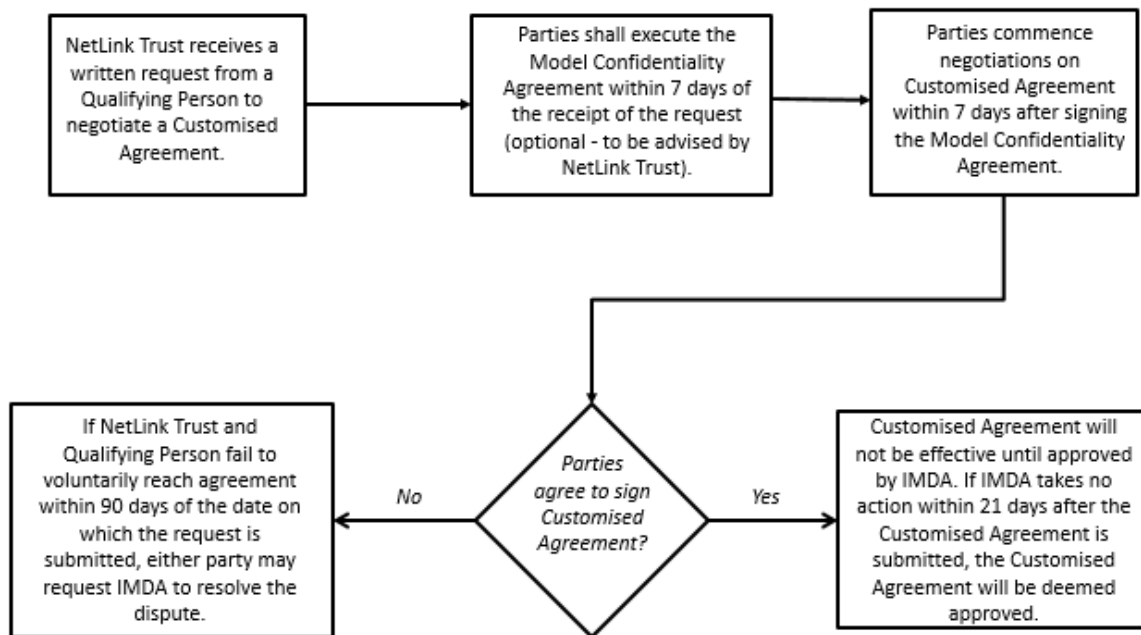 NetLink Trust receives a
written request from a
Qualifying Person to
negotiate a Customised
Agreement.
Parties shall execute the
Model Confidentiality
Agreement within 7 days of
the receipt of the request
(optional - to be advised by
NetLink Trust).
Parties commence
negotiations on
Customised Agreement
within 7 days after signing
the Model Confidentiality
Agreement.
If NetLink Trust and
Qualifying Person fail to
voluntarily reach agreement
within 90 days of the date on
which the request is
submitted, either party may
request IMDA to resolve the
dispute.
No
Parties
agree to sign
Customised
Agreement?
Yes
Customised Agreement will
not be effective until approved
by IMDA. If IMDA takes no
action within 21 days after the
Customised Agreement is
submitted, the Customised
Agreement will be deemed
approved.